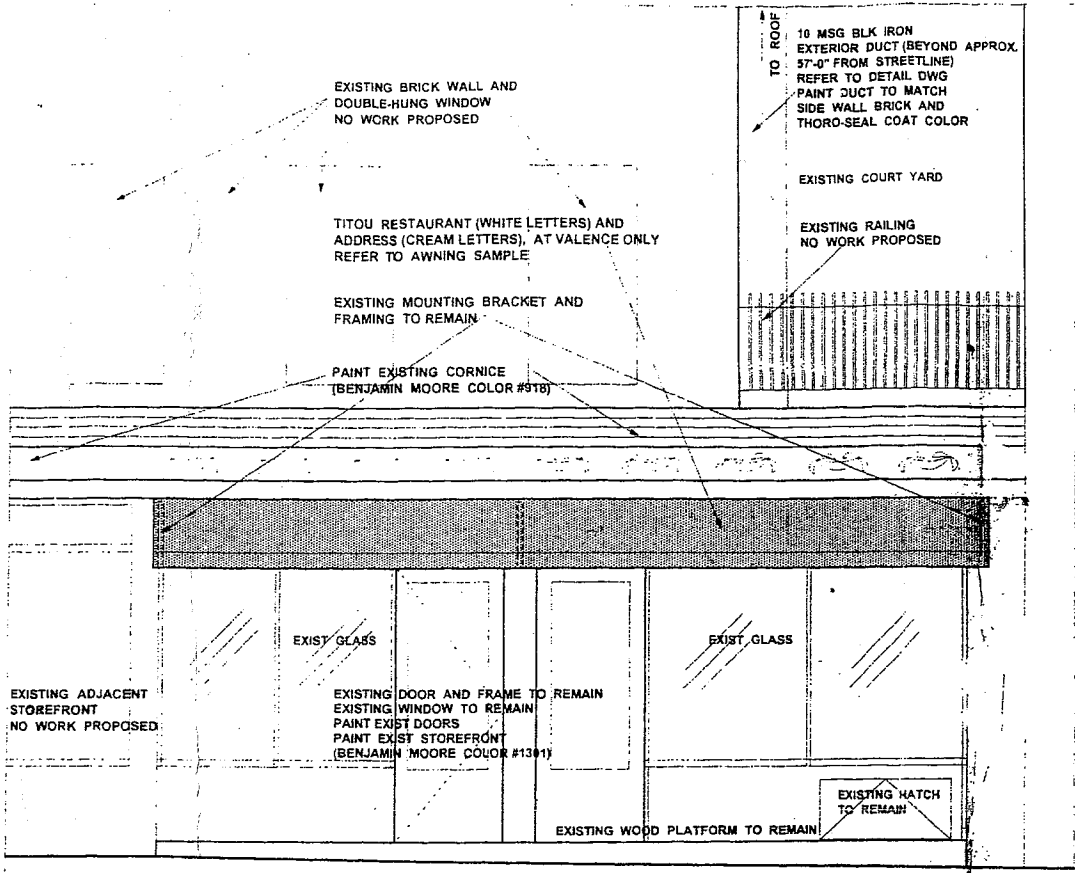 TO ROOF
10 MSG BLK IRON
EXTERIOR DUCT (BEYOND APPROX.
57'-0" FROM STREETLINE)
REFER TO DETAIL DWG
PAINT DUCT TO MATCH
SIDE WALL BRICK AND
THORO-SEAL COAT COLOR
EXISTING BRICK WALL AND
DOUBLE-HUNG WINDOW
NO WORK PROPOSED
EXISTING COURT YARD
TITOU RESTAURANT (WHITE LETTERS) AND
ADDRESS (CREAM LETTERS), AT VALENCE ONLY
REFER TO AWNING SAMPLE
EXISTING RAILING
NO WORK PROPOSED
EXISTING MOUNTING BRACKET AND
FRAMING TO REMAIN
PAINT EXISTING CORNICE
(BENJAMIN MOORE COLOR #918)
EXIST GLASS
EXIST GLASS
EXISTING ADJACENT
STOREFRONT
NO WORK PROPOSED
EXISTING DOOR AND FRAME TO REMAIN
EXISTING WINDOW TO REMAIN
PAINT EXIST DOORS
PAINT EXIST STOREFRONT
(BENJAMIN MOORE COLOR #1301)
EXISTING HATCH
TO REMAIN
EXISTING WOOD PLATFORM TO REMAIN